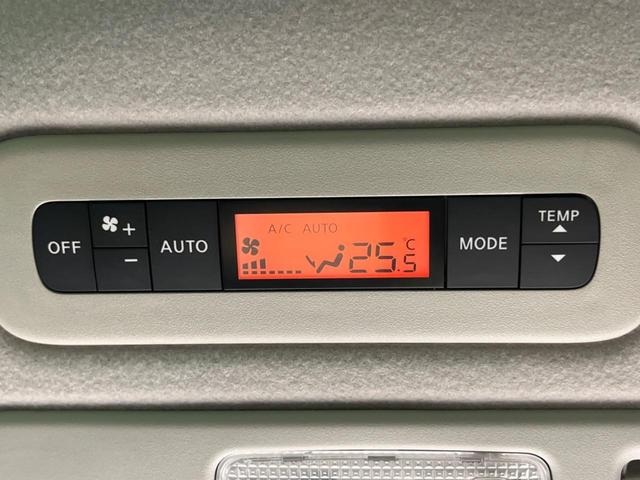 OFF
+
-
AUTO
A/C AUTO
25.5°C
MODE
TEMP